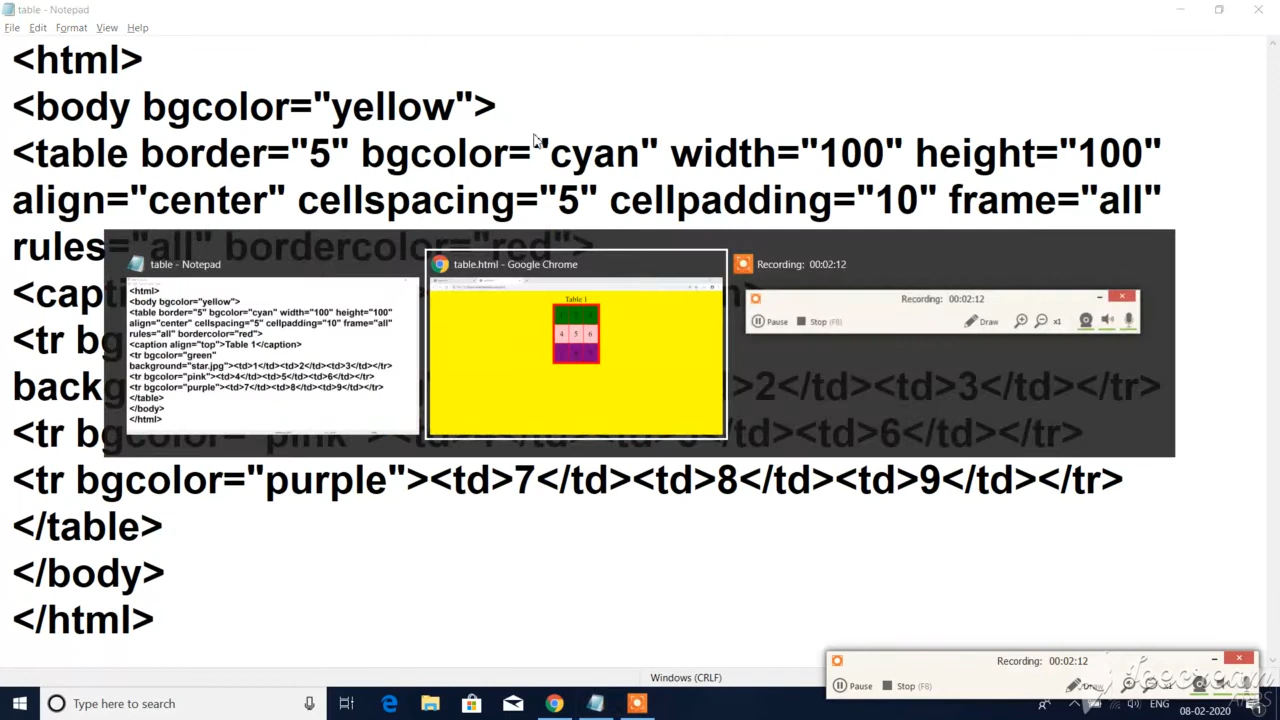 table - Notepad
File Edit Format View Help
<html>
<body bgcolor="yellow">
<table border="5" bgcolor="cyan" width="100" height="100"
align="center" cellspacing="5" cellpadding="10" frame="all"
rules="all" bordercolor="red">
<tr bg
back 2</td><td>3</td></tr>
<tr bgcolor="pink" </td><td>6</td></tr>
<tr bgcolor="purple"><td>7</td><td>8</td><td>9</td></tr>
</table>
</body>
</html>
table - Notepad
<html>
<body bgcolor="yellow">
<table border="5" bgcolor="cyan" width="100" height="100"
align="center" cellspacing="5" cellpadding="10" frame="all"
rules="all" bordercolor="red">
<caption align="top">Table 1</caption>
<tr bgcolor="green"
background="star.jpg"><td>1</td><td>2</td><td>3</td></tr>
<tr bgcolor="pink"><td>4</td><td>5</td><td>6</td></tr>
<tr bgcolor="purple"><td>7</td><td>8</td><td>9</td></tr>
</table>
</body>
</html>
table.html - Google Chrome
Table 1
4 5 6
Recording: 00:02:12
Recording: 00:02:12
Pause Stop (F8) Draw x1
Windows (CRLF)
Recording: 00:02:12
Pause Stop (F8) Draw
Type here to search
ENG
08-02-2020